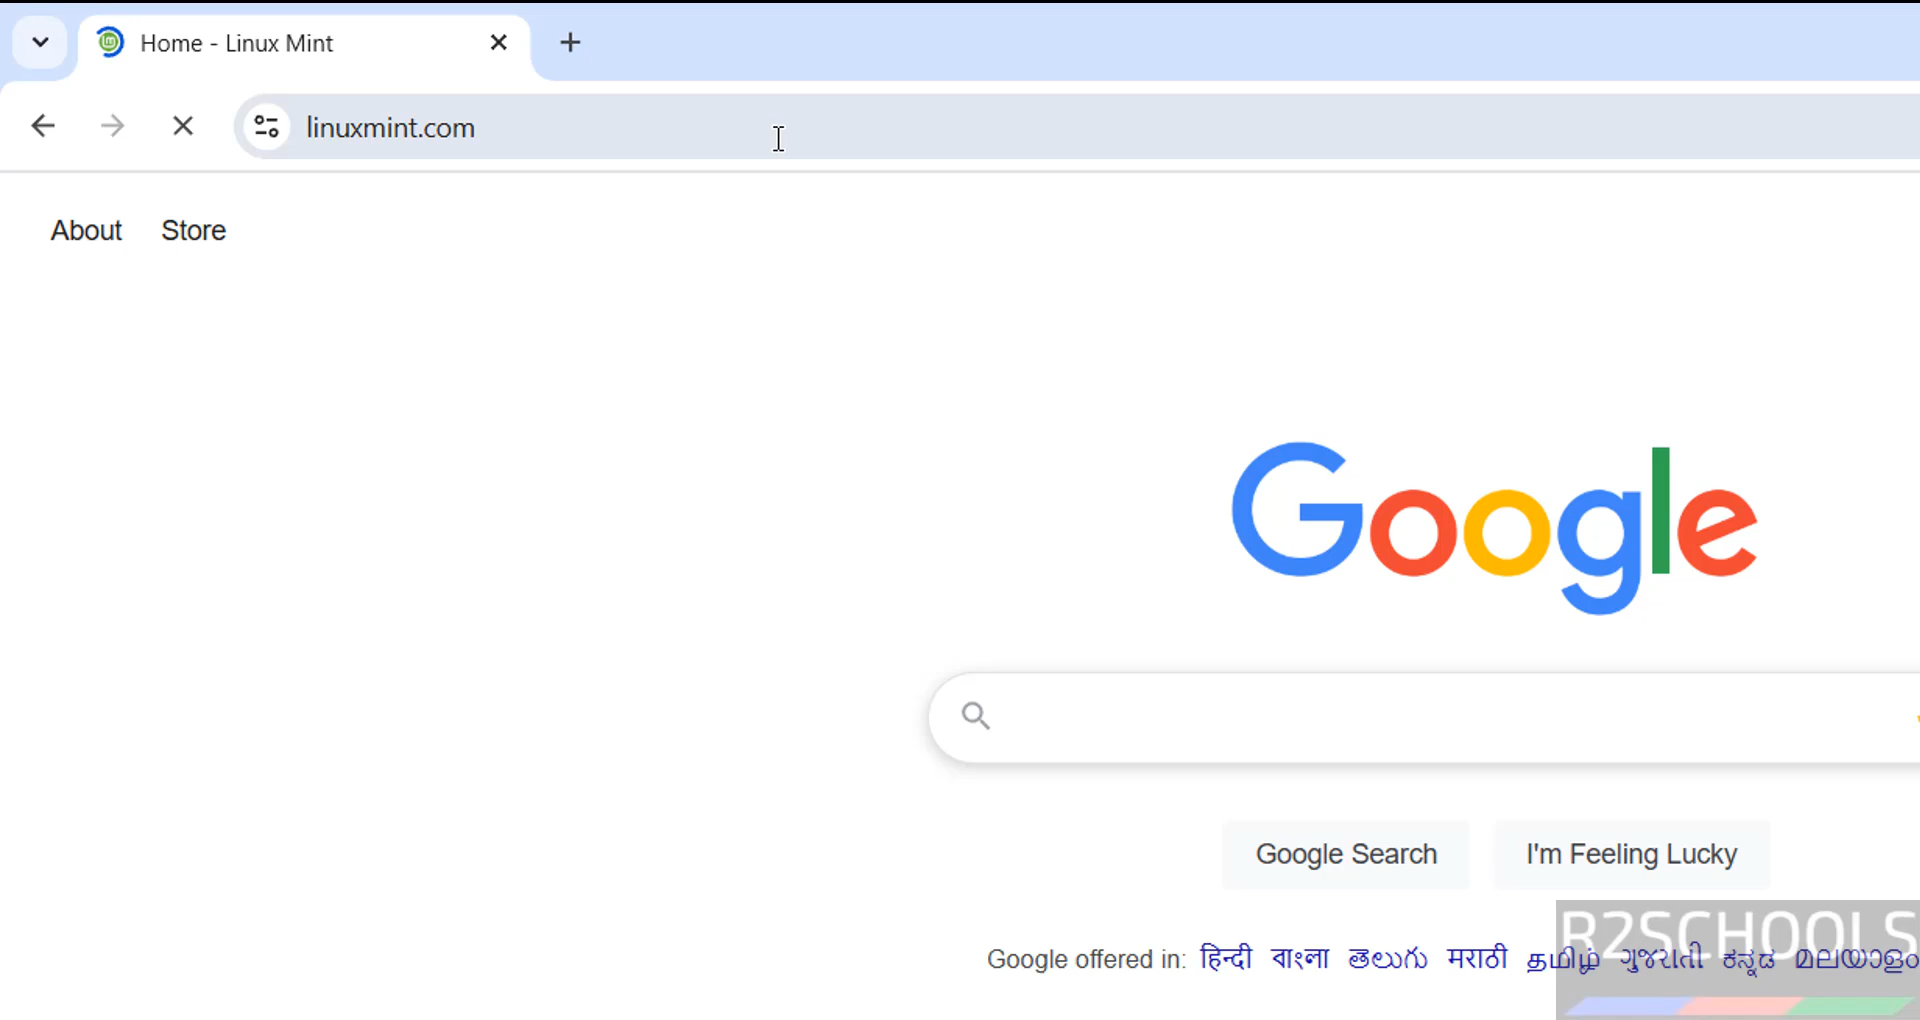 Home - Linux Mint
linuxmint.com
About Store
Google
Google Search I'm Feeling Lucky
Google offered in: हिन्दी বাংলা తెలుగు मराठी தமிழ் ગુજરાતી ಕನ್ನಡ
R2SCHOOLS